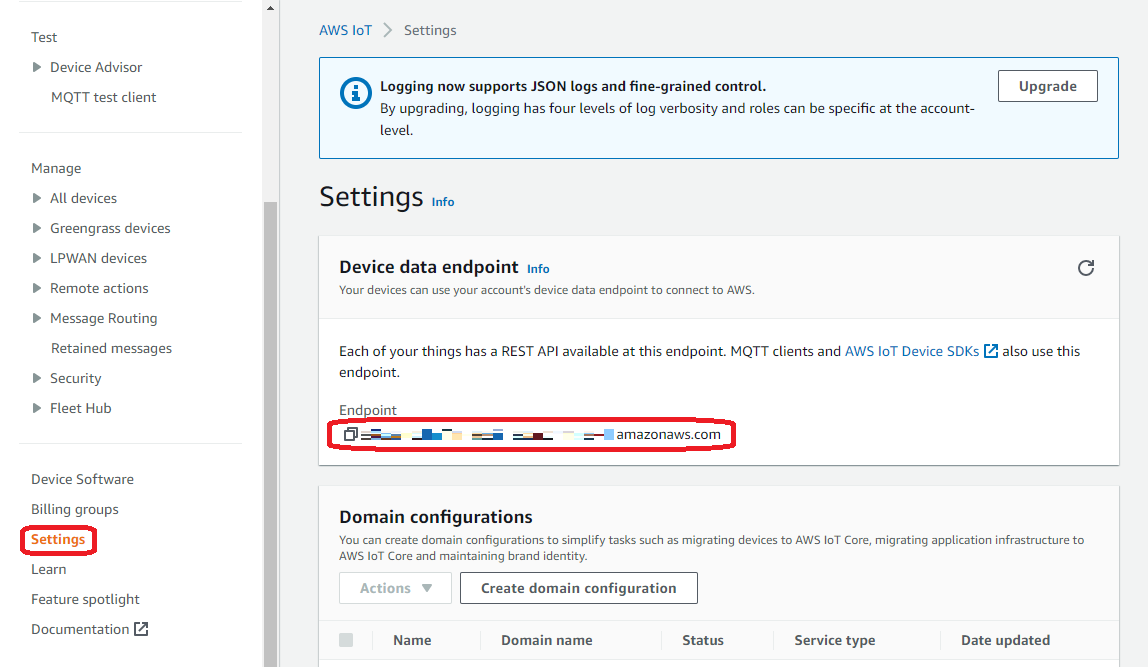 Test
Device Advisor
MQTT test client
Manage
All devices
Greengrass devices
LPWAN devices
Remote actions
Message Routing
Retained messages
Security
Fleet Hub
Device Software
Billing groups
Settings
Learn
Feature spotlight
Documentation
AWS IoT > Settings
Logging now supports JSON logs and fine-grained control.
By upgrading, logging has four levels of log verbosity and roles can be specific at the account-
level.
Upgrade
Settings Info
Device data endpoint Info
Your devices can use your account's device data endpoint to connect to AWS.
Each of your things has a REST API available at this endpoint. MQTT clients and AWS IoT Device SDKs also use this
endpoint.
Endpoint
amazonaws.com
Domain configurations
You can create domain configurations to simplify tasks such as migrating devices to AWS IoT Core, migrating application infrastructure to
AWS IoT Core and maintaining brand identity.
Actions Create domain configuration
Name Domain name Status Service type Date updated